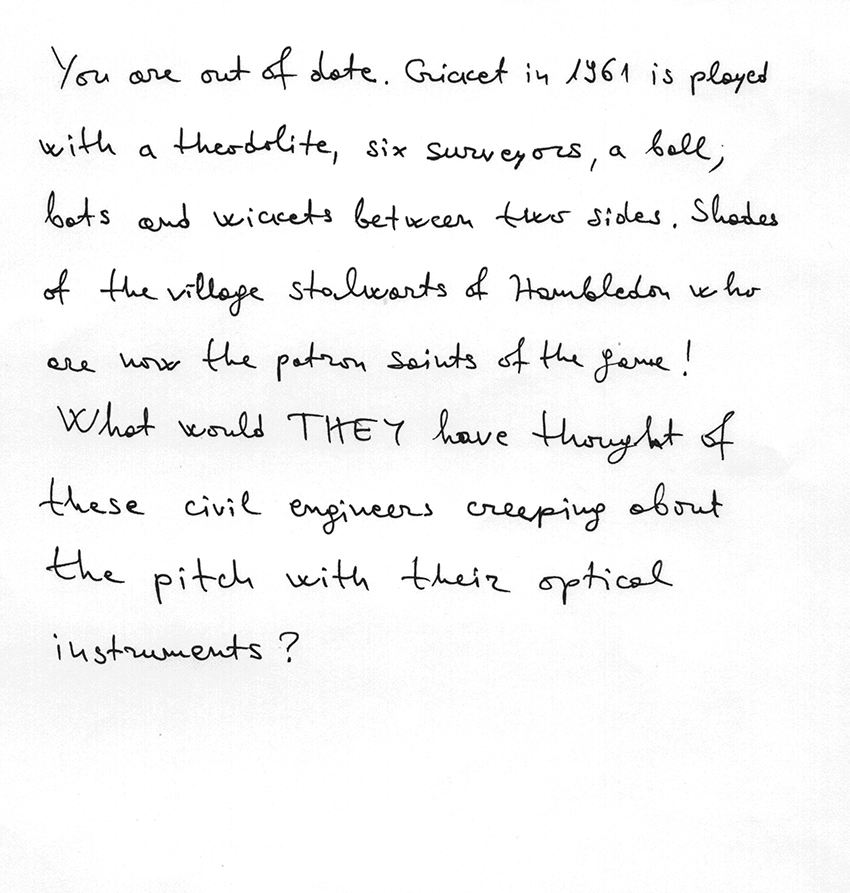 You are out of date. Cricket in 1961 is played
with a theodolite, six surveyors, a ball,
bats and wickets between two sides. Shades
of the village stalwarts of Hambledon who
are now the patron saints of the game!
What would THEY have thought of
these civil engineers creeping about
the pitch with their optical
instruments?